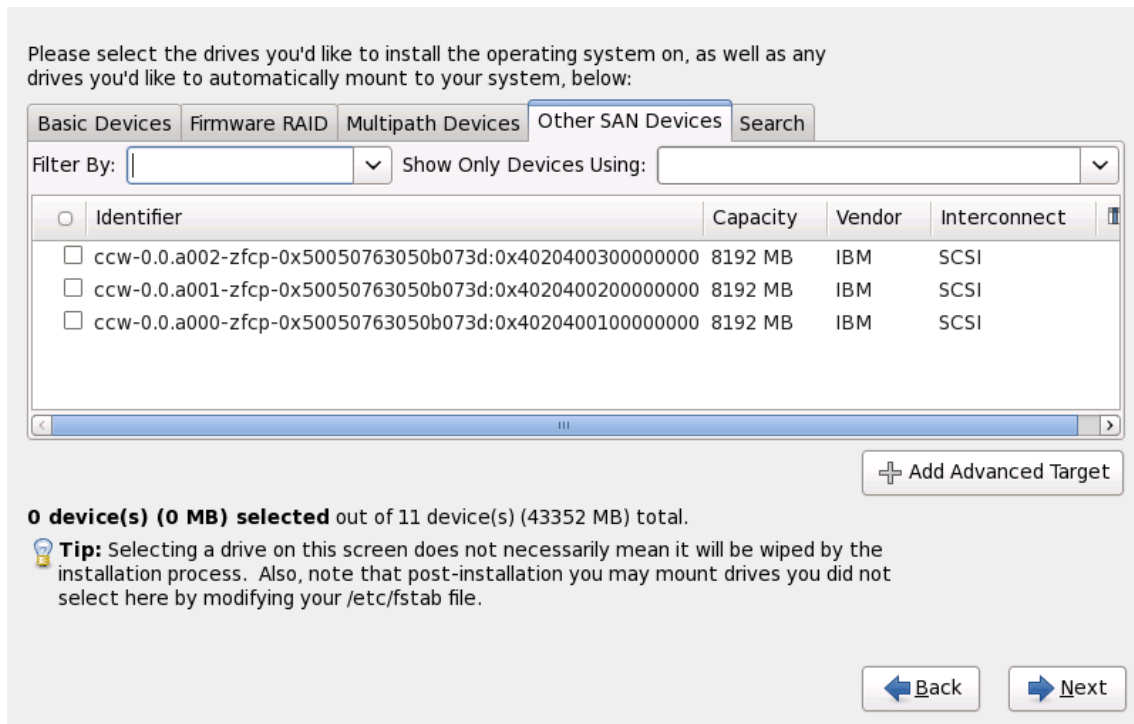 Please select the drives you'd like to install the operating system on, as well as any
drives you'd like to automatically mount to your system, below:
Basic Devices Firmware RAID Multipath Devices Other SAN Devices Search
Filter By: Show Only Devices Using:
Identifier Capacity Vendor Interconnect
ccw-0.0.a002-zfcp-0x50050763050b073d:0x4020400300000000 8192 MB IBM SCSI
ccw-0.0.a001-zfcp-0x50050763050b073d:0x4020400200000000 8192 MB IBM SCSI
ccw-0.0.a000-zfcp-0x50050763050b073d:0x4020400100000000 8192 MB IBM SCSI
Add Advanced Target
0 device(s) (0 MB) selected out of 11 device(s) (43352 MB) total.
Tip: Selecting a drive on this screen does not necessarily mean it will be wiped by the
installation process.  Also, note that post-installation you may mount drives you did not
select here by modifying your /etc/fstab file.
Back Next